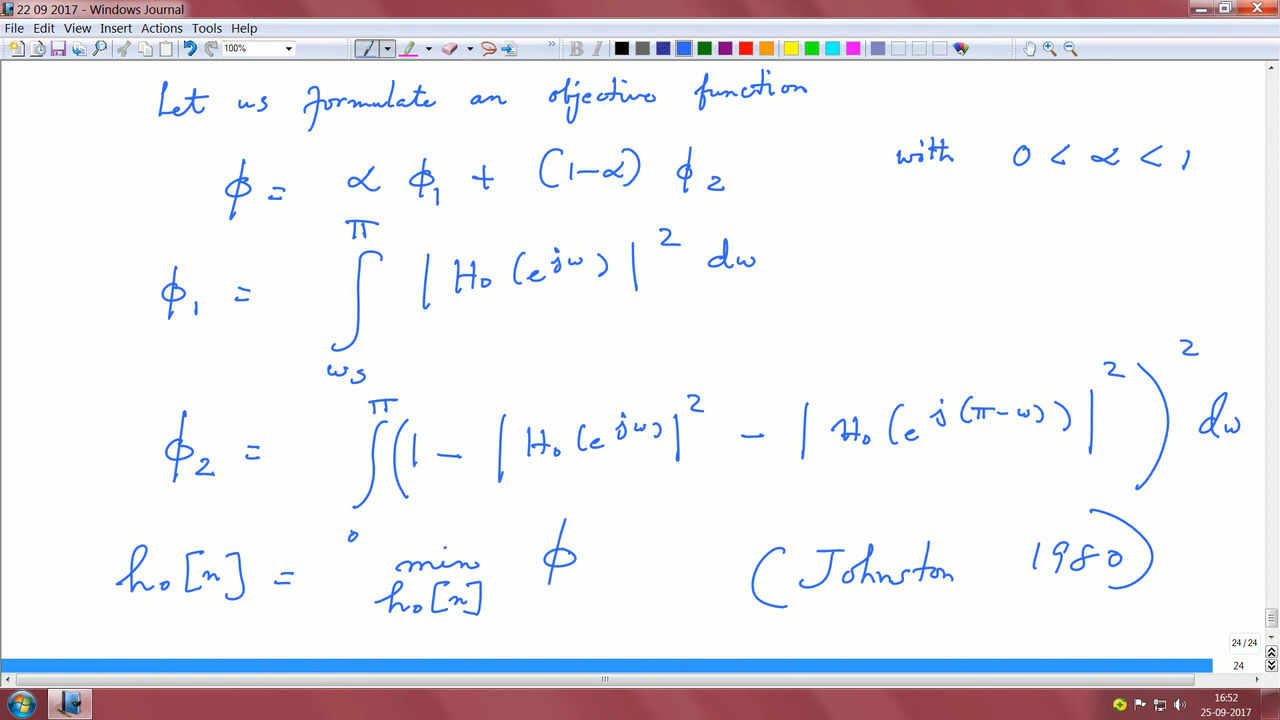 22 09 2017 - Windows Journal
File Edit View Insert Actions Tools Help
100%
B I
Let us formulate an objective function
ϕ = α ϕ₁ + (1-α) ϕ₂ with 0 < α < 1
ϕ₁ = ∫_{ωs}^{π} |H₀(e^{jω})|² dω
ϕ₂ = ∫_{0}^{π} (1 - |H₀(e^{jω})|² - |H₀(e^{j(π-ω)})|²)² dω
h₀[n] = min_{h₀[n]} ϕ (Johnston 1980)
24 / 24
24
16:52
25-09-2017